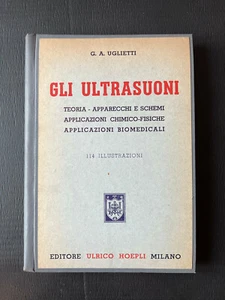 G. A. UGLIETTI
GLI ULTRASUONI
TEORIA - APPARECCHI E SCHEMI
APPLICAZIONI CHIMICO-FISICHE
APPLICAZIONI BIOMEDICALI
114 ILLUSTRAZIONI
EDITORE ULRICO HOEPLI MILANO